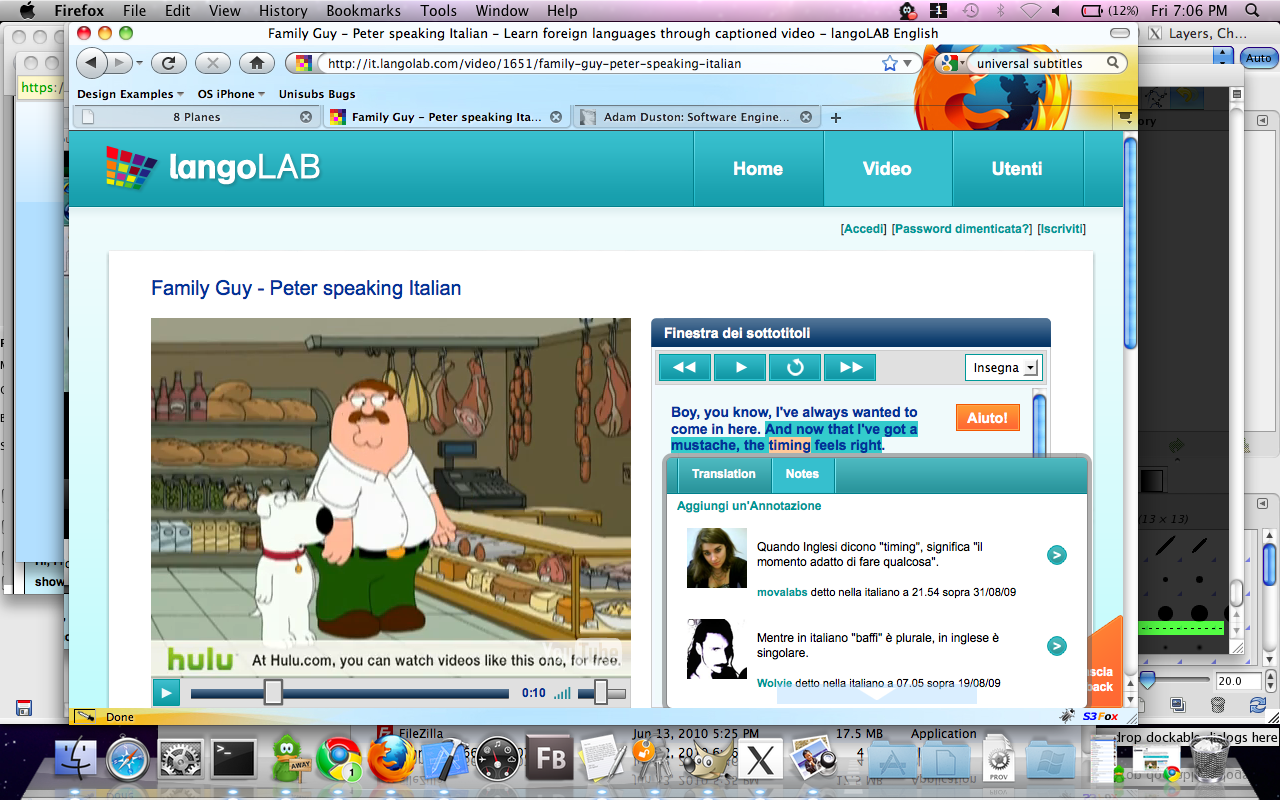 Firefox File Edit View History Bookmarks Tools Window Help 1 (12%) Fri 7:06 PM
Family Guy - Peter speaking Italian - Learn foreign languages through captioned video - langoLAB English
Layers, Ch...
http://it.langolab.com/video/1651/family-guy-peter-speaking-italian
universal subtitles
Auto
https:/
Design Examples OS iPhone Unisubs Bugs
8 Planes
Family Guy - Peter speaking Ita...
Adam Duston: Software Engine...
langoLAB
Home
Video
Utenti
[Accedi] [Password dimenticata?] [Iscriviti]
Family Guy - Peter speaking Italian
Finestra dei sottotitoli
Insegna
Boy, you know, I've always wanted to
come in here. And now that I've got a
mustache, the timing feels right.
Aiuto!
Translation
Notes
Aggiungi un'Annotazione
Quando Inglesi dicono "timing", significa "il
momento adatto di fare qualcosa".
movalabs detto nella italiano a 21.54 sopra 31/08/09
Mentre in italiano "baffi" è plurale, in inglese è
singolare.
Wolvie detto nella italiano a 07.05 sopra 19/08/09
(13 × 13)
show
hulu
At Hulu.com, you can watch videos like this one, for free.
YouTube
0:10
20.0
Done
S3Fox
FileZilla
Jun 13, 2010 5:25 PM
17.5 MB
Application
drop dockable dialogs here
AWAY
1
FB
X
PROV